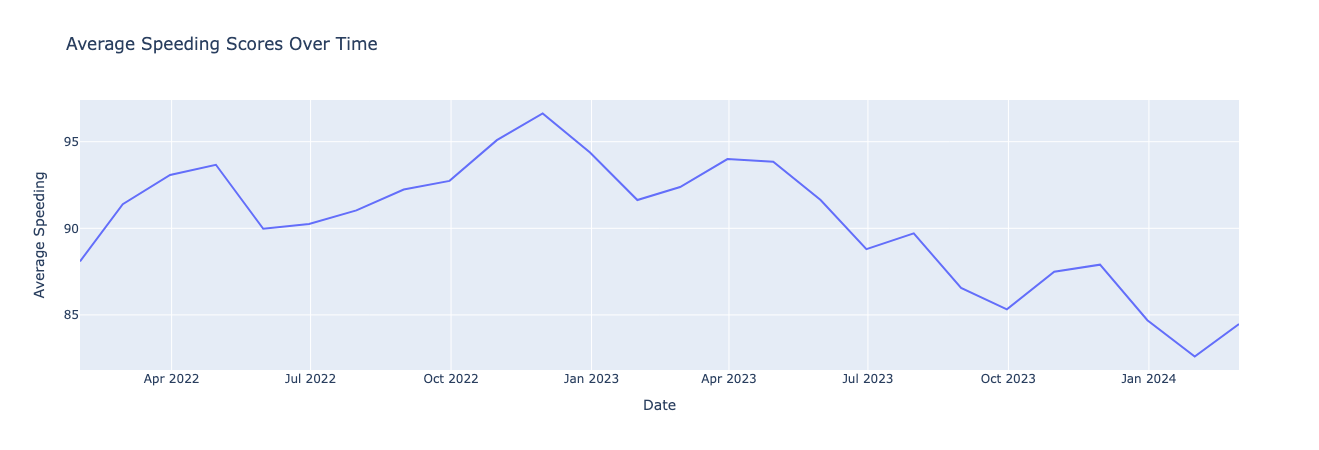 Average Speeding Scores Over Time
95
90
85
Average Speeding
Apr 2022
Jul 2022
Oct 2022
Jan 2023
Apr 2023
Jul 2023
Oct 2023
Jan 2024
Date